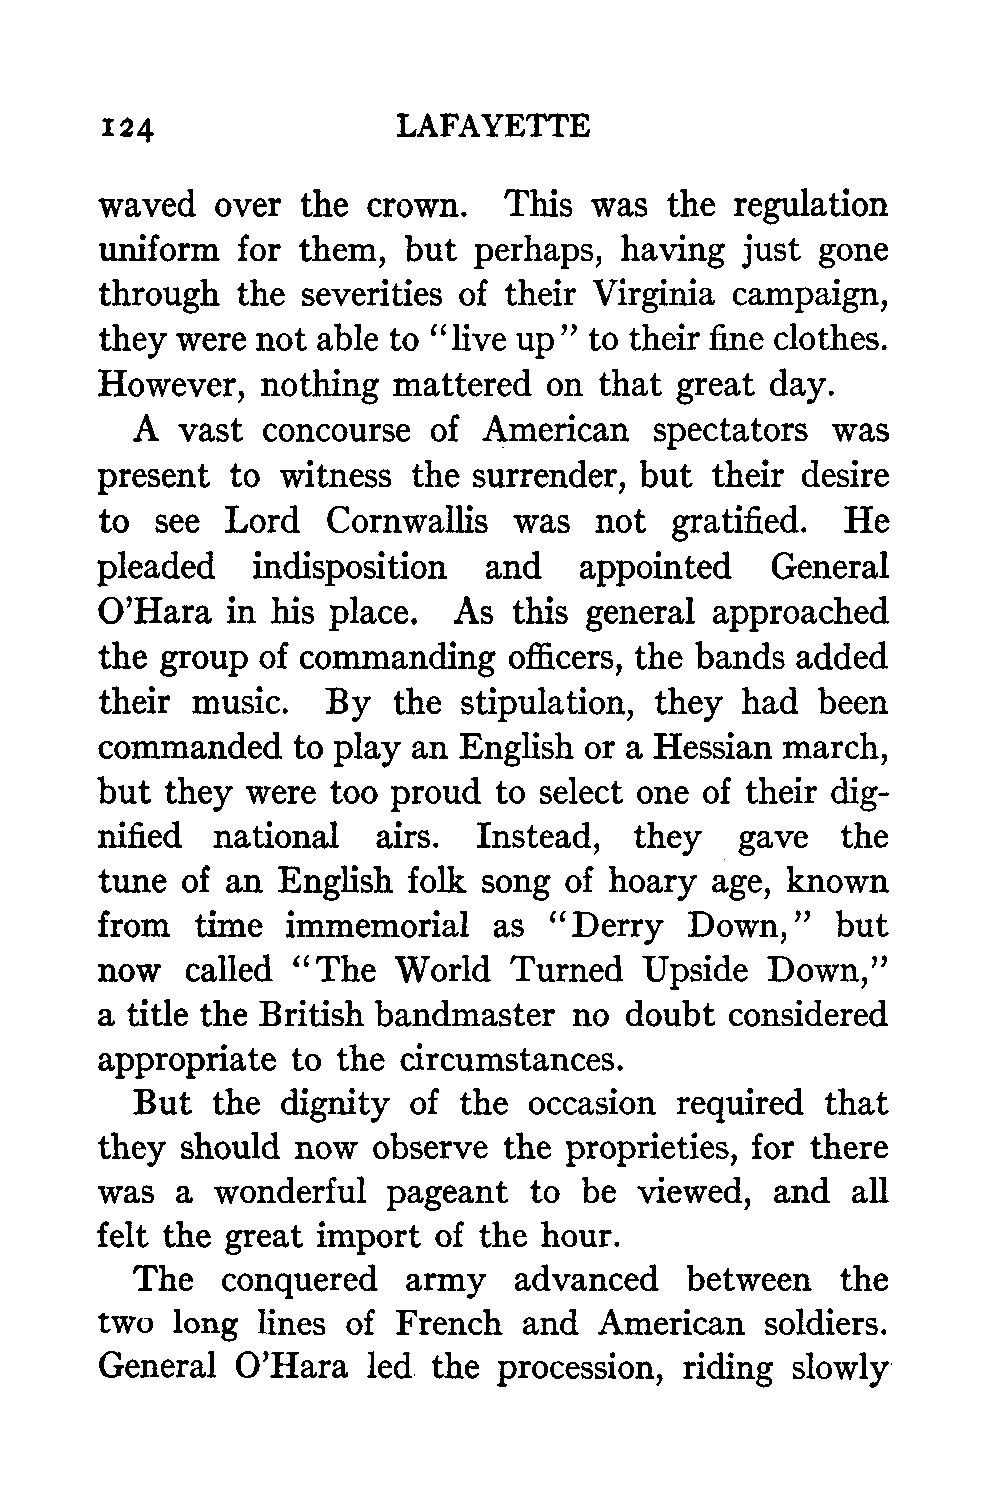 124 LAFAYETTE
waved over the crown. This was the regulation
uniform for them, but perhaps, having just gone
through the severities of their Virginia campaign,
they were not able to “live up” to their fine clothes.
However, nothing mattered on that great day.
A vast concourse of American spectators was
present to witness the surrender, but their desire
to see Lord Cornwallis was not gratified. He
pleaded indisposition and appointed General
O’Hara in his place. As this general approached
the group of commanding officers, the bands added
their music. By the stipulation, they had been
commanded to play an English or a Hessian march,
but they were too proud to select one of their dig-
nified national airs. Instead, they gave the
tune of an English folk song of hoary age, known
from time immemorial as “Derry Down,” but
now called “The World Turned Upside Down,”
a title the British bandmaster no doubt considered
appropriate to the circumstances.
But the dignity of the occasion required that
they should now observe the proprieties, for there
was a wonderful pageant to be viewed, and all
felt the great import of the hour.
The conquered army advanced between the
two long lines of French and American soldiers.
General O’Hara led the procession, riding slowly